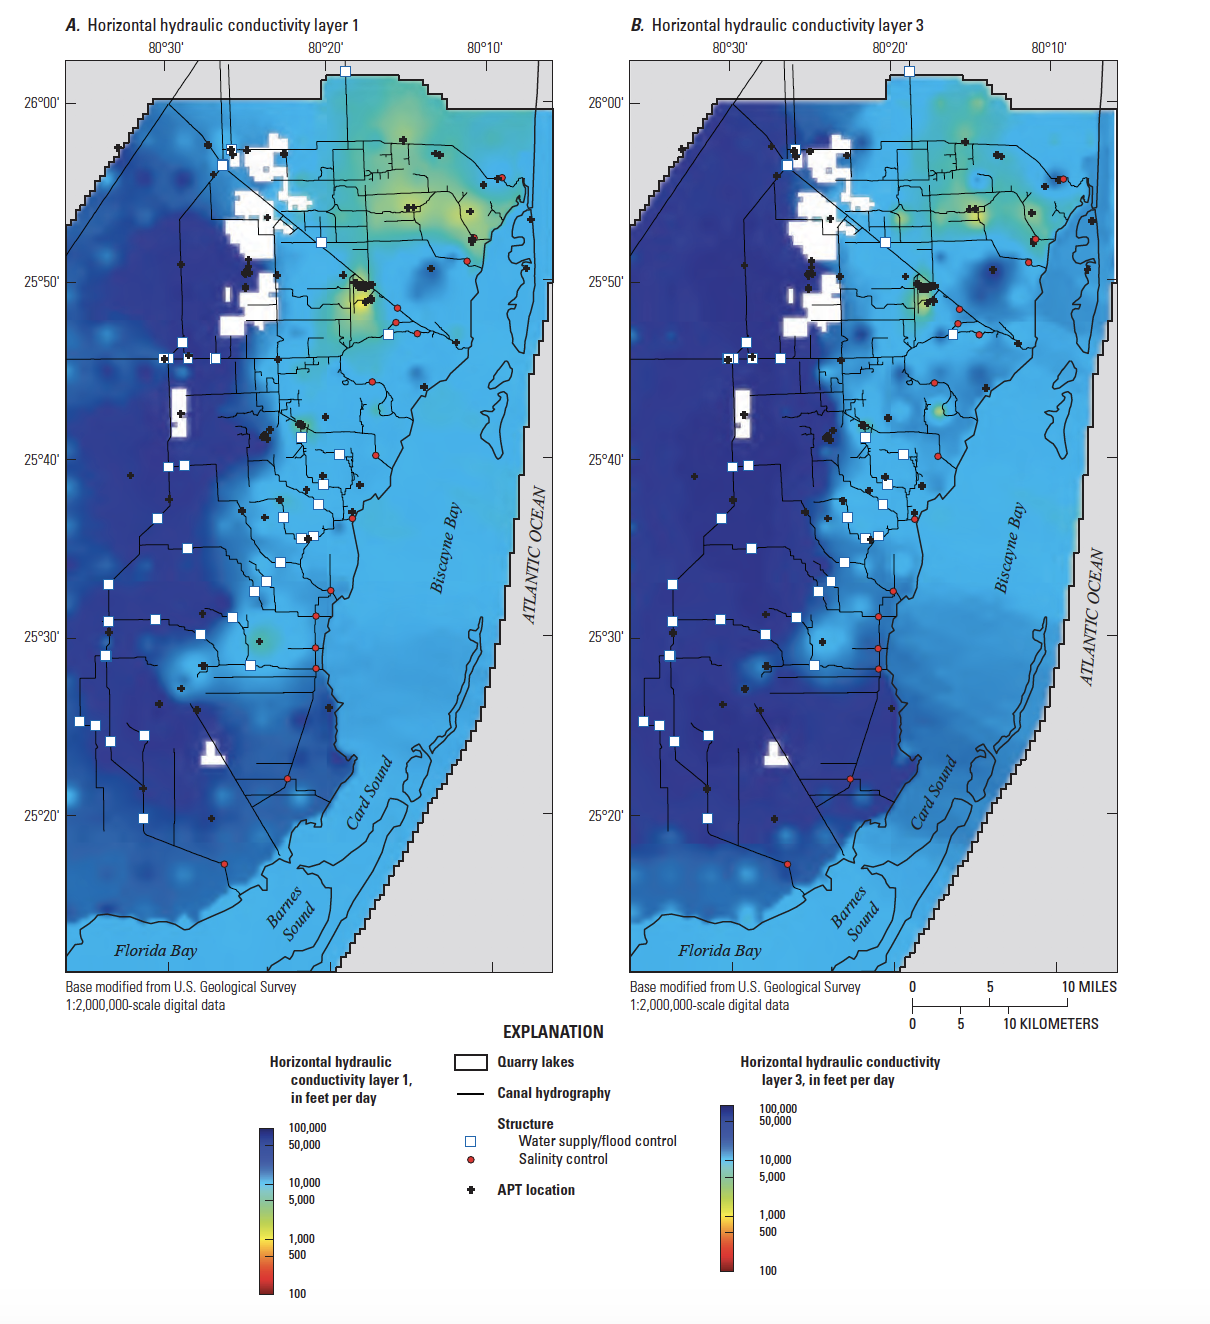 A. Horizontal hydraulic conductivity layer 1
80°30' 80°20' 80°10'
26°00'
25°50'
25°40'
25°30'
25°20'
Biscayne Bay
ATLANTIC OCEAN
Card Sound
Barnes
Sound
Florida Bay
Base modified from U.S. Geological Survey
1:2,000,000-scale digital data
B. Horizontal hydraulic conductivity layer 3
80°30' 80°20' 80°10'
26°00'
25°50'
25°40'
25°30'
25°20'
Biscayne Bay
ATLANTIC OCEAN
Card Sound
Barnes
Sound
Florida Bay
Base modified from U.S. Geological Survey
1:2,000,000-scale digital data
0 5 10 MILES
0 5 10 KILOMETERS
EXPLANATION
Horizontal hydraulic
conductivity layer 1,
in feet per day
100,000
50,000
10,000
5,000
1,000
500
100
Quarry lakes
Canal hydrography
Structure
Water supply/flood control
Salinity control
APT location
Horizontal hydraulic conductivity
layer 3, in feet per day
100,000
50,000
10,000
5,000
1,000
500
100